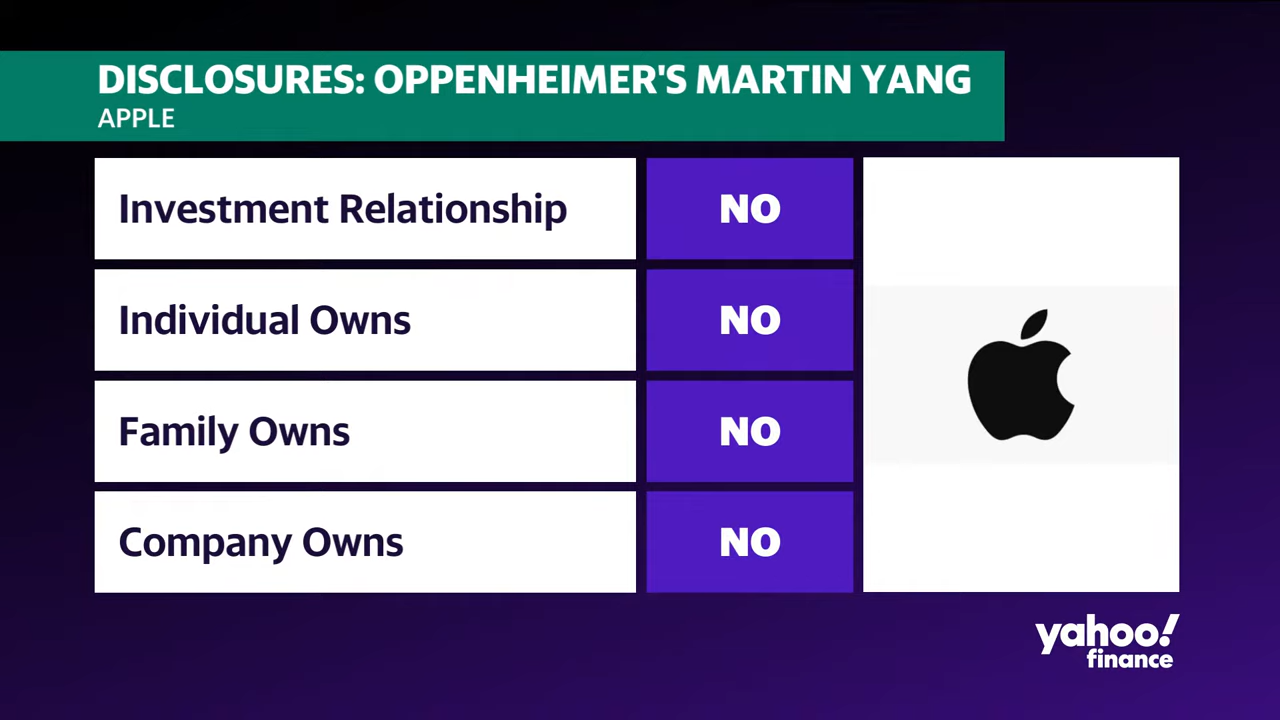 DISCLOSURES: OPPENHEIMER'S MARTIN YANG
APPLE
Investment Relationship NO
Individual Owns NO
Family Owns NO
Company Owns NO
yahoo!
finance